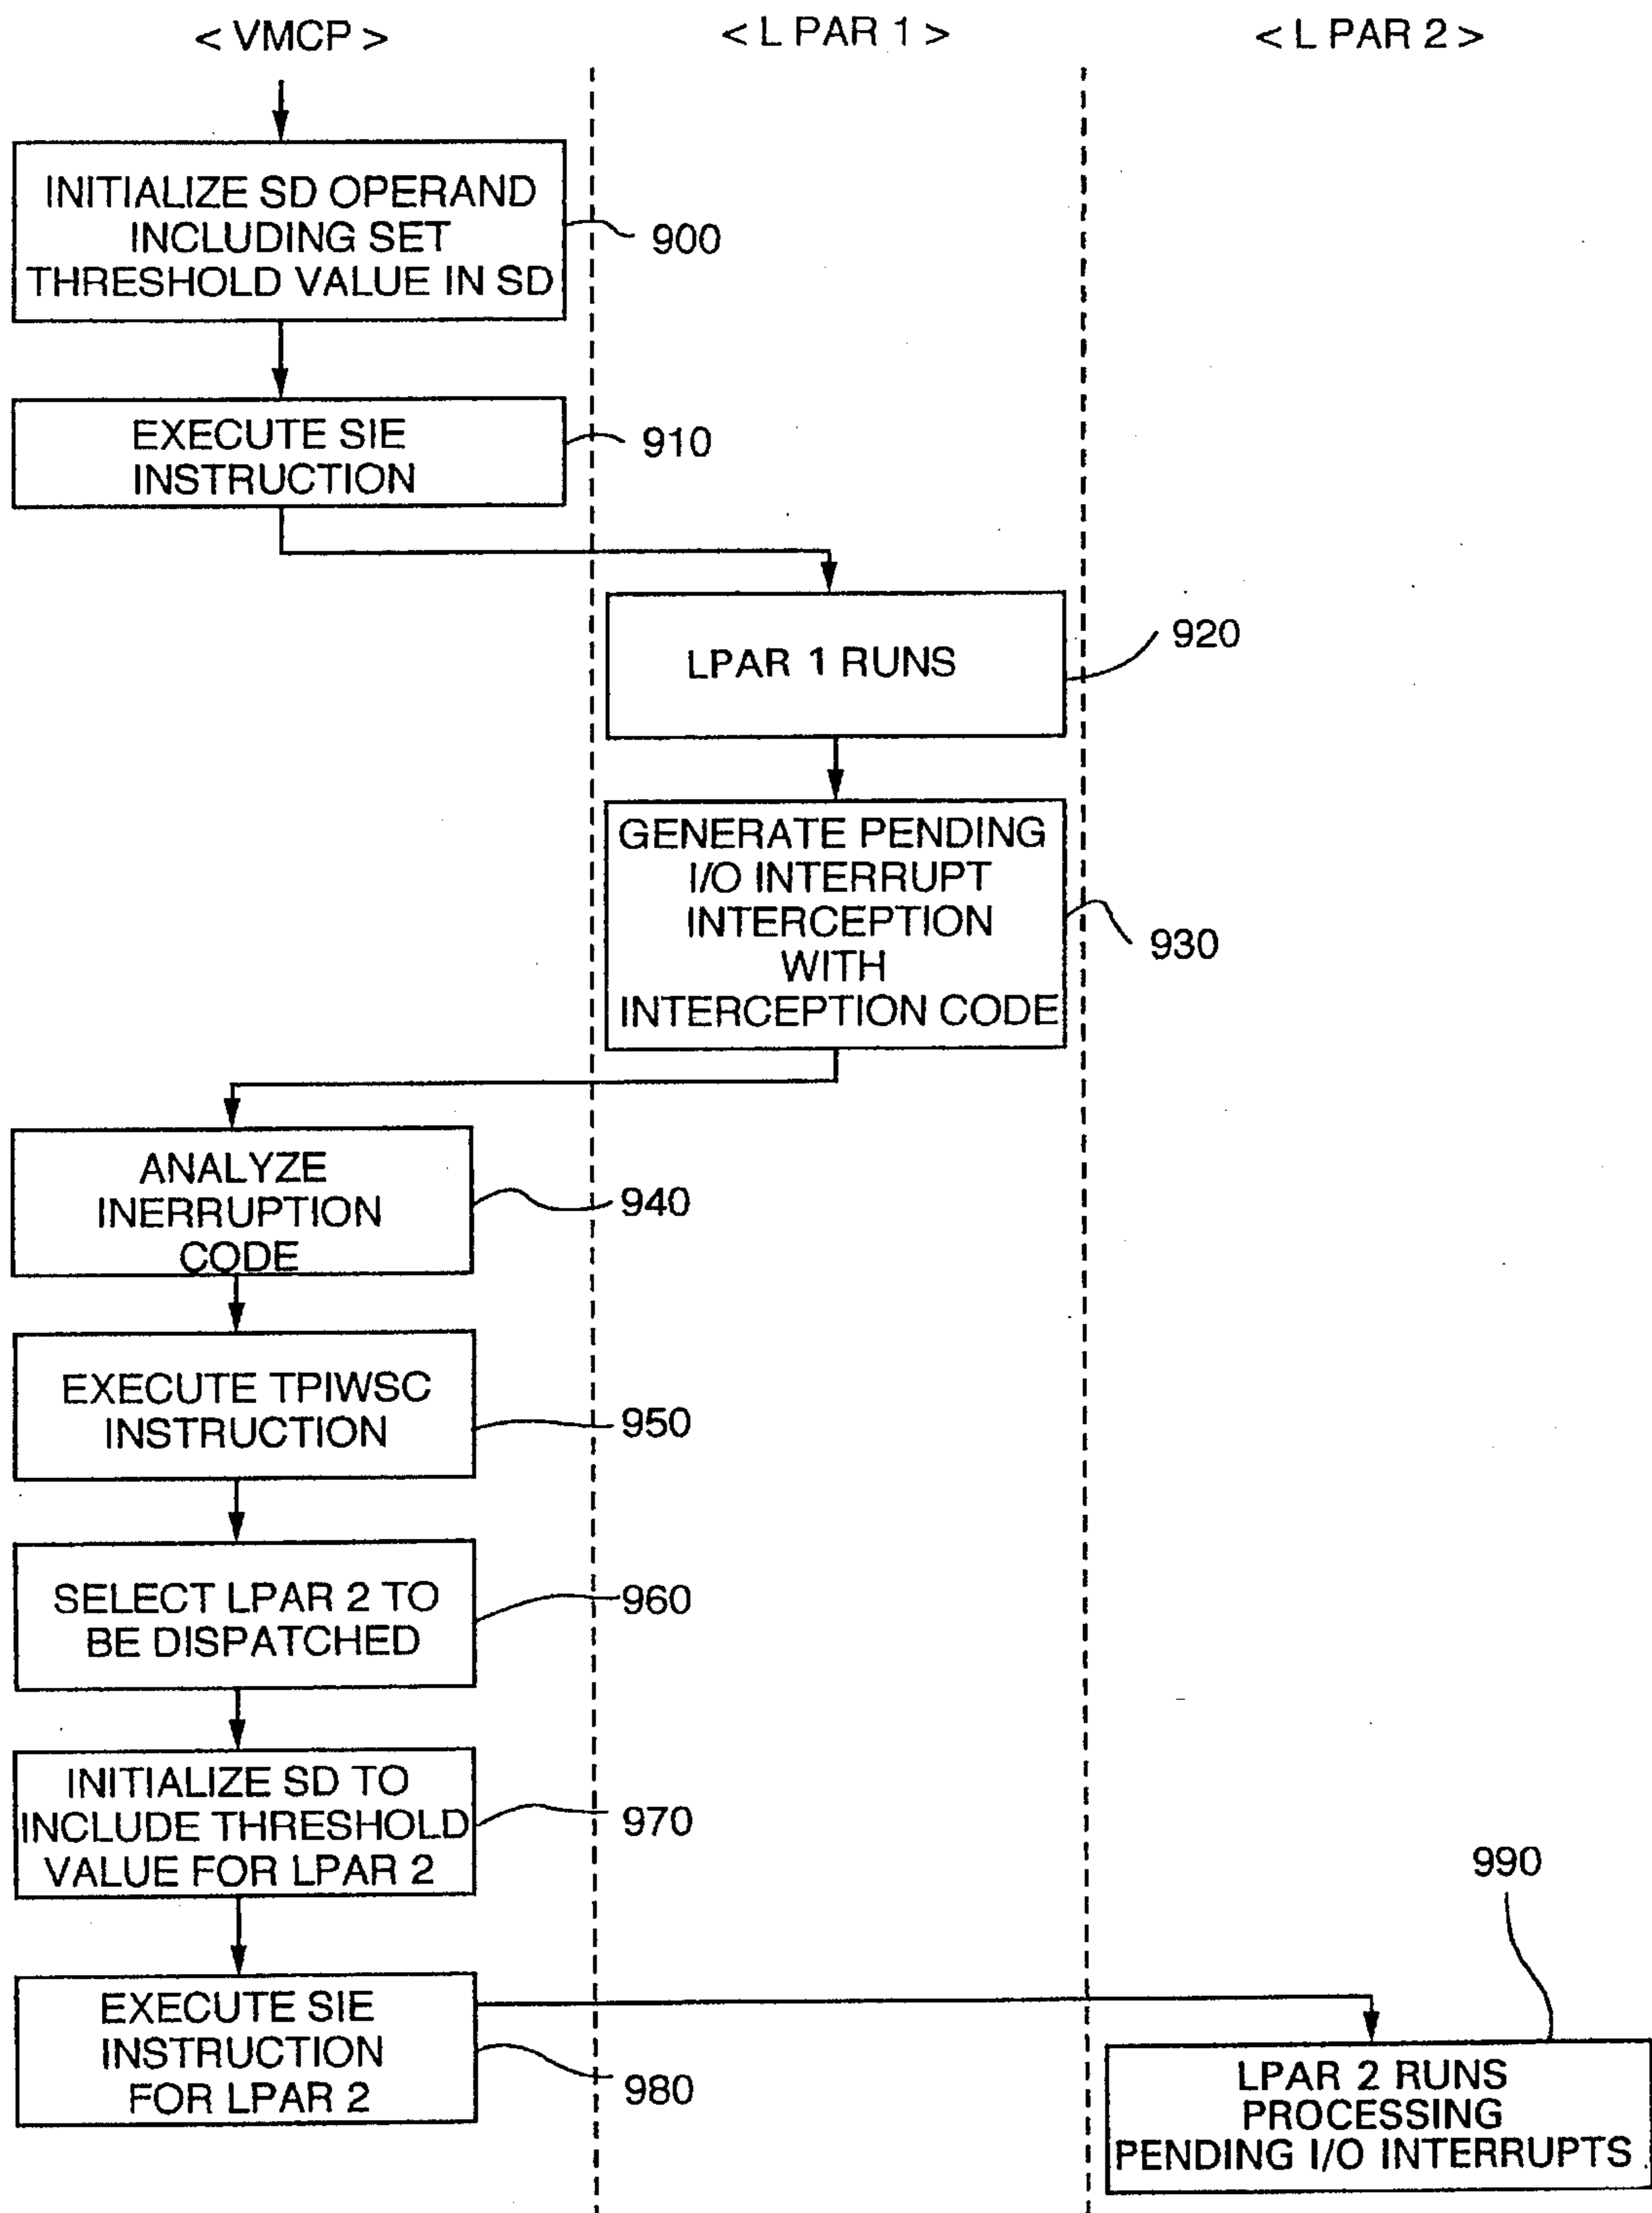 < VMCP >
< L PAR 1 >
< L PAR 2 >
INITIALIZE SD OPERAND
INCLUDING SET
THRESHOLD VALUE IN SD
900
EXECUTE SIE
INSTRUCTION
910
LPAR 1 RUNS
920
GENERATE PENDING
I/O INTERRUPT
INTERCEPTION
WITH
INTERCEPTION CODE
930
ANALYZE
INERRUPTION
CODE
940
EXECUTE TPIWSC
INSTRUCTION
950
SELECT LPAR 2 TO
BE DISPATCHED
960
INITIALIZE SD TO
INCLUDE THRESHOLD
VALUE FOR LPAR 2
970
EXECUTE SIE
INSTRUCTION
FOR LPAR 2
980
990
LPAR 2 RUNS
PROCESSING
PENDING I/O INTERRUPTS